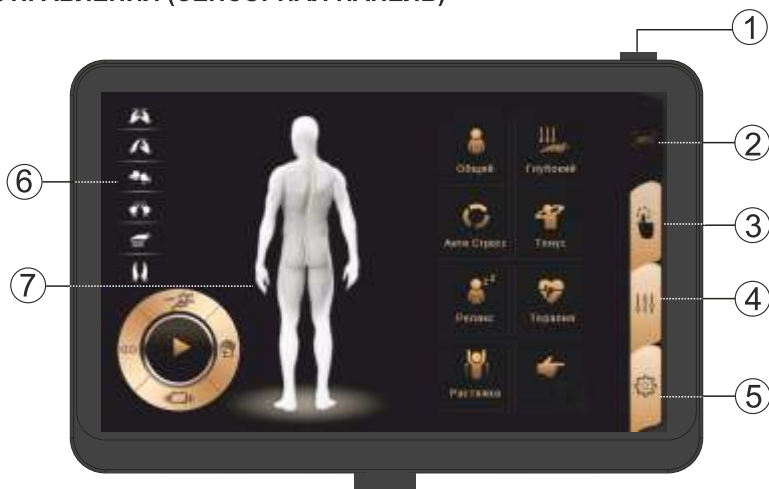 УПРАВЛЕНИЯ (СЕНСОРНАЯ ПАНЕЛЬ)
1
2
Общий Глубокий
6
3
Анти Стресс Тонус
7
4
Релакс Терапия
5
Растяжка